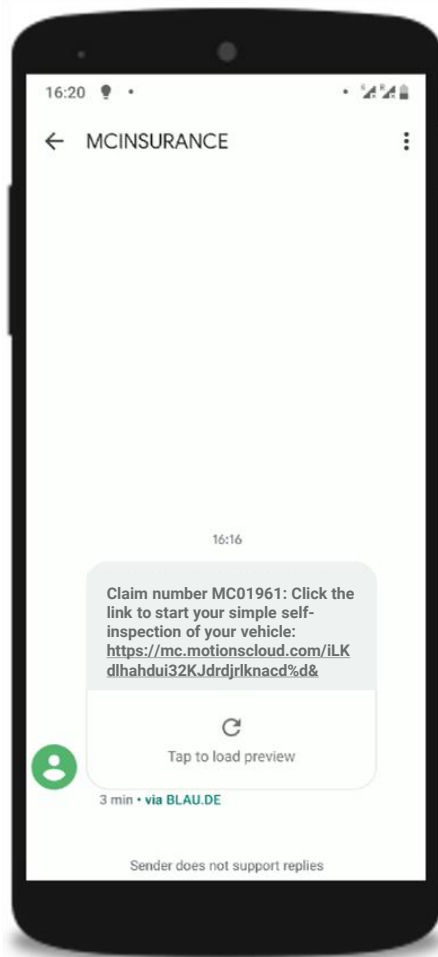 16:20
MCINSURANCE
16:16
Claim number MC01961: Click the
link to start your simple self-
inspection of your vehicle:
https://mc.motionscloud.com/iLK
dlhahdui32KJdrdjrlknacd%d&
Tap to load preview
3 min • via BLAU.DE
Sender does not support replies